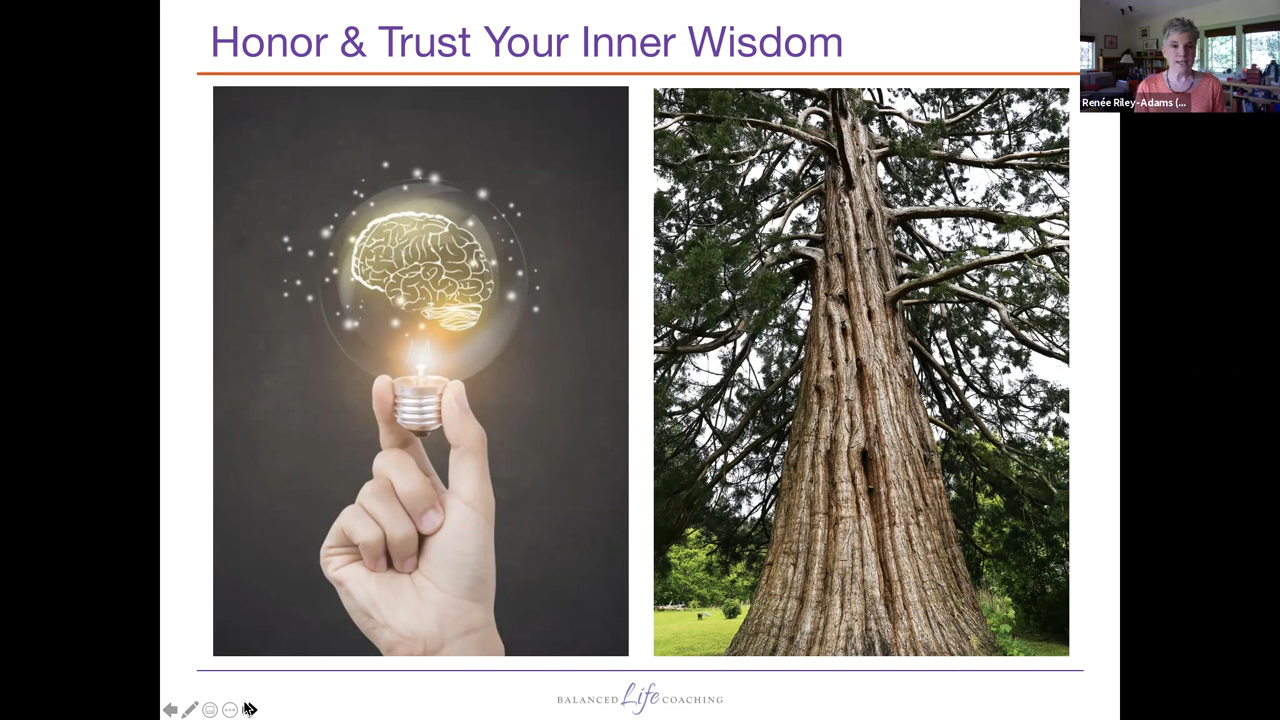 Honor & Trust Your Inner Wisdom
Renée Riley-Adams (...
BALANCED Life COACHING